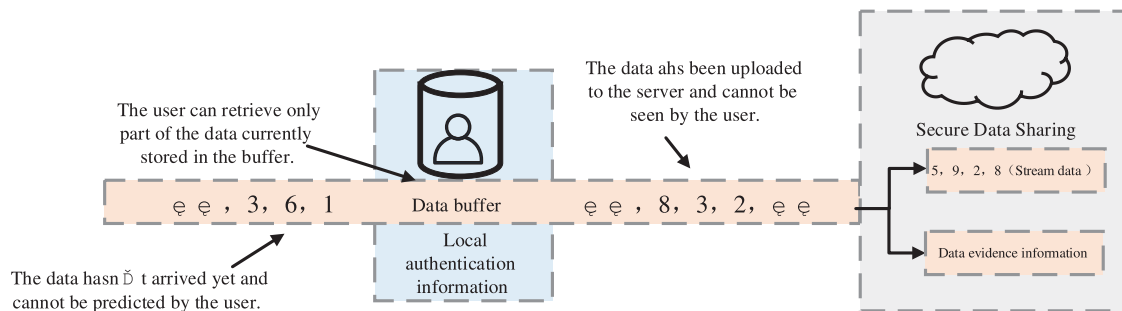 The user can retrieve only
part of the data currently
stored in the buffer.
The data ahs been uploaded
to the server and cannot be
seen by the user.
Secure Data Sharing
5, 9, 2, 8（Stream data）
ę ę , 3, 6, 1
Data buffer
ę ę , 8, 3, 2, ę ę
Local
authentication
information
Data evidence information
The data hasn Ď t arrived yet and
cannot be predicted by the user.